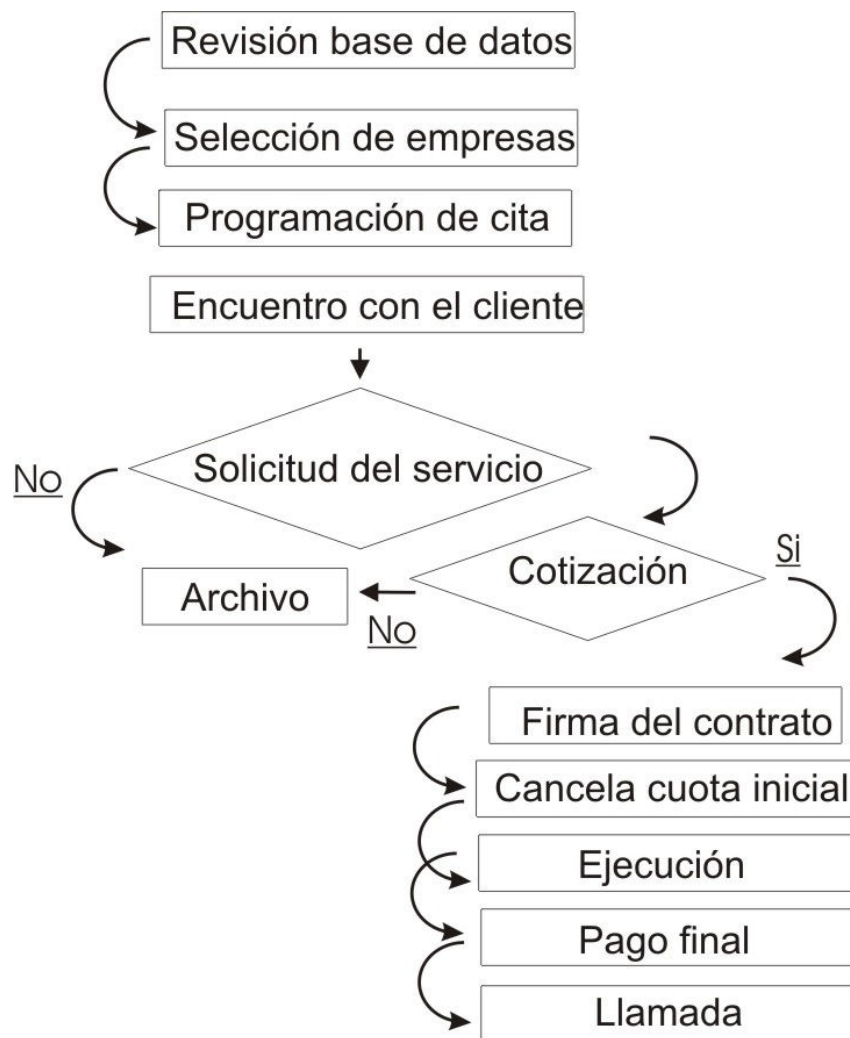 Revisión base de datos
Selección de empresas
Programación de cita
Encuentro con el cliente
Solicitud del servicio
No
Cotización
Si
Archivo
No
Firma del contrato
Cancela cuota inicial
Ejecución
Pago final
Llamada